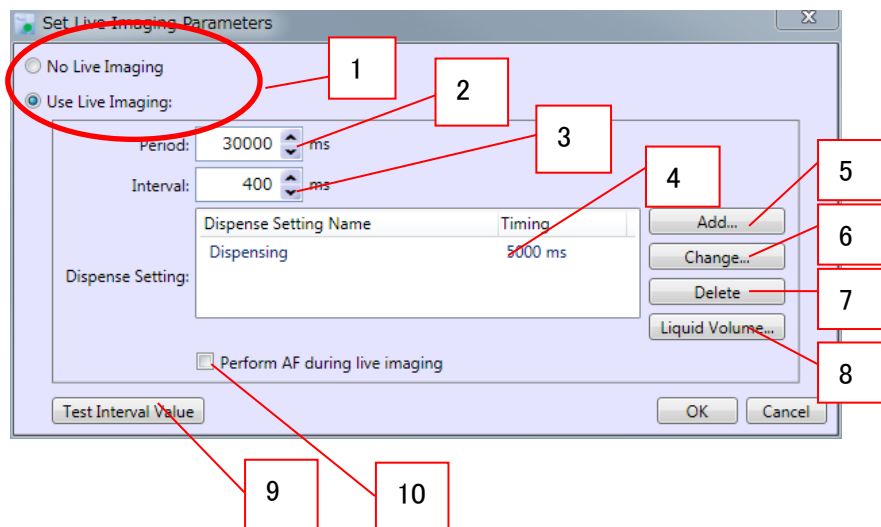 Set Live Imaging Parameters
No Live Imaging
1
2
Use Live Imaging:
Period: 30000 ms
3
Interval: 400 ms
4
5
Dispense Setting Name Timing
Add...
Dispensing 5000 ms
6
Change...
Dispense Setting:
Delete
7
Liquid Volume...
8
Perform AF during live imaging
Test Interval Value
OK
Cancel
9
10